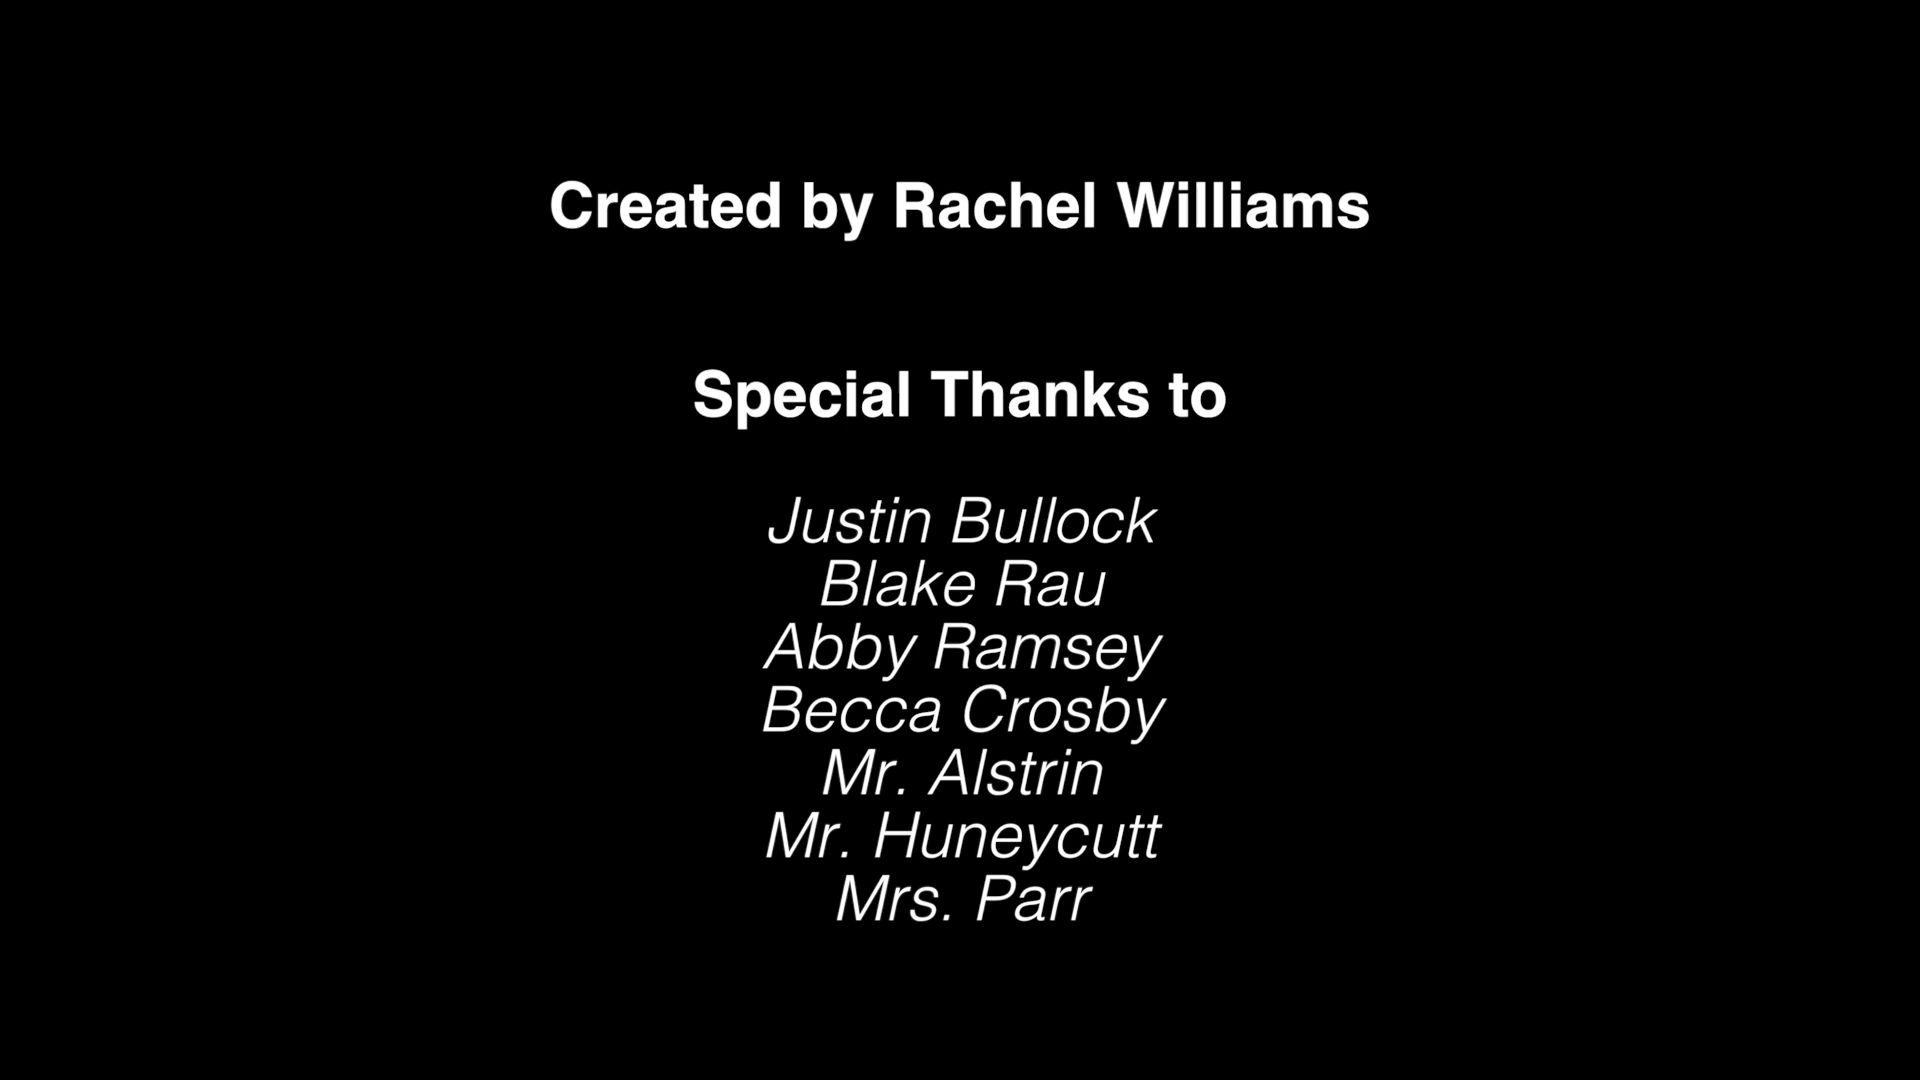 Created by Rachel Williams
Special Thanks to
Justin Bullock
Blake Rau
Abby Ramsey
Becca Crosby
Mr. Alstrin
Mr. Huneycutt
Mrs. Parr